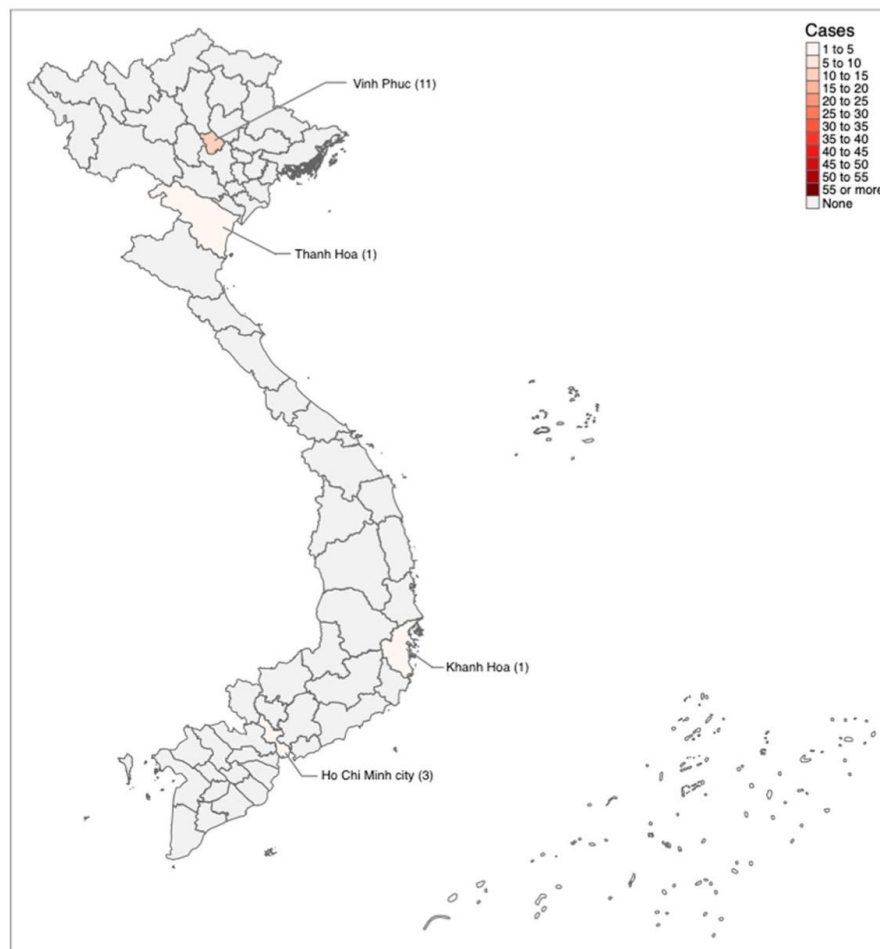 Cases
1 to 5
5 to 10
10 to 15
15 to 20
20 to 25
25 to 30
30 to 35
35 to 40
40 to 45
45 to 50
50 to 55
55 or more
None
Vinh Phuc (11)
Thanh Hoa (1)
Khanh Hoa (1)
Ho Chi Minh city (3)